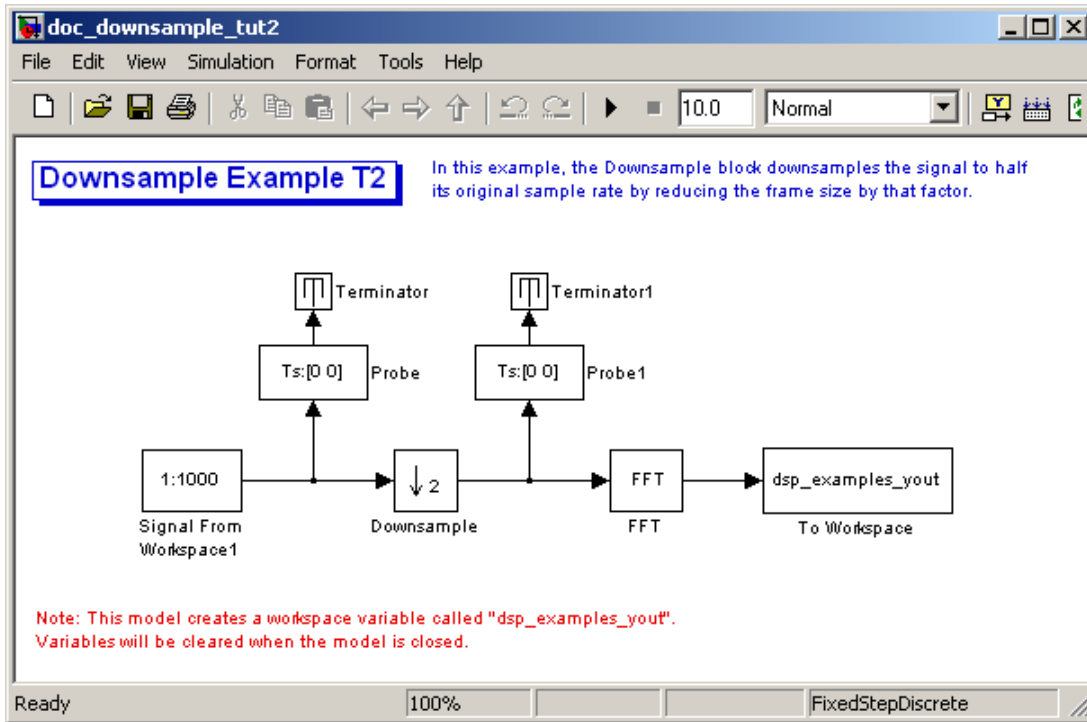 doc_downsample_tut2
File Edit View Simulation Format Tools Help
10.0 Normal
Downsample Example T2
In this example, the Downsample block downsamples the signal to half
its original sample rate by reducing the frame size by that factor.
Terminator
Terminator1
Ts:[0 0] Probe
Ts:[0 0] Probe1
1:1000
2
FFT
dsp_examples_yout
Signal From
Workspace1
Downsample
FFT
To Workspace
Note: This model creates a workspace variable called "dsp_examples_yout".
Variables will be cleared when the model is closed.
Ready 100% FixedStepDiscrete